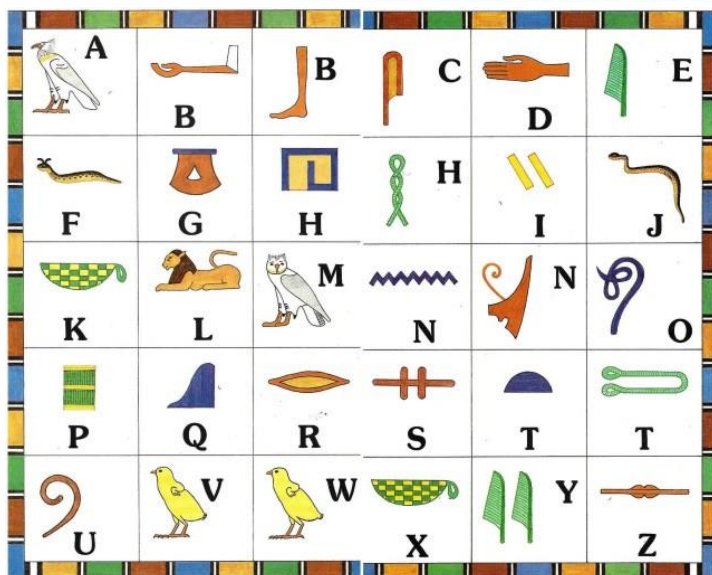 A B B C D E
F G H H I J
K L M N N O
P Q R S T T
U V W X Y Z